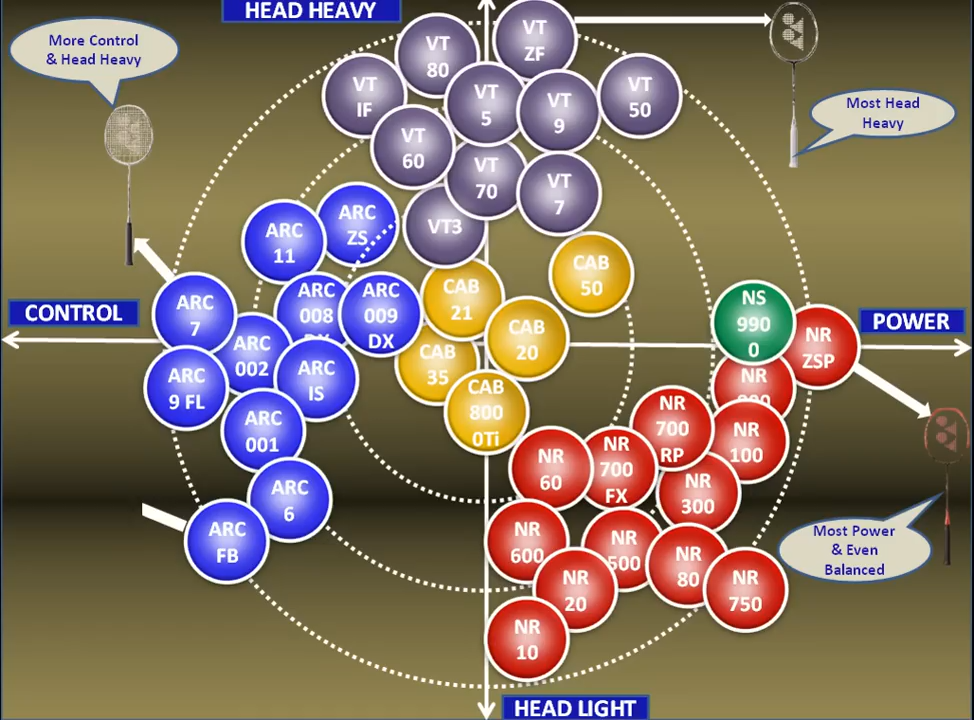 HEAD HEAVY
More Control
& Head Heavy
VT
80
VT
ZF
VT
IF
VT
5
VT
9
VT
50
Most Head
Heavy
VT
60
VT
70
VT
7
VT3
ARC
ZS
ARC
11
CAB
50
CAB
21
ARC
7
ARC
008
ARC
009
DX
CONTROL
NS
990
0
POWER
CAB
20
NR
ZSP
ARC
002
CAB
35
ARC
IS
ARC
9 FL
NR
CAB
800
0Ti
ARC
001
NR
700
RP
NR
100
NR
60
NR
700
FX
NR
300
ARC
6
ARC
FB
NR
600
500
NR
80
NR
20
NR
750
Most Power
& Even
Balanced
NR
10
HEAD LIGHT